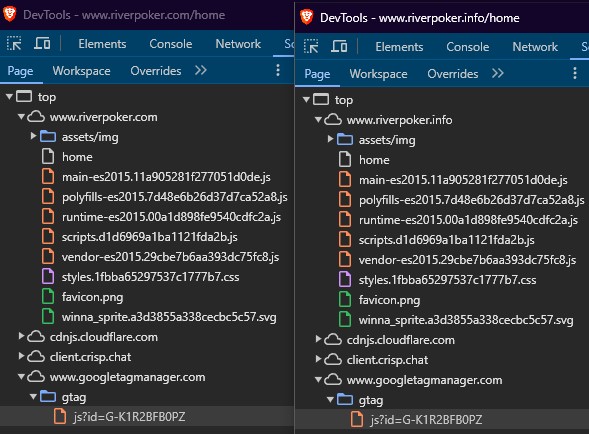 DevTools - www.riverpoker.com/home
Elements Console Network So
Page Workspace Overrides
top
www.riverpoker.com
assets/img
home
main-es2015.11a905281f277051d0de.js
polyfills-es2015.7d48e6b26d37d7ca52a8.js
runtime-es2015.00a1d898fe9540cdfc2a.js
scripts.d1d6969a1ba1121fda2b.js
vendor-es2015.29cbe7b6aa393dc75fc8.js
styles.1fbba65297537c1777b7.css
favicon.png
winna_sprite.a3d3855a338cecbc5c57.svg
cdnjs.cloudflare.com
client.crisp.chat
www.googletagmanager.com
gtag
js?id=G-K1R2BFB0PZ
DevTools - www.riverpoker.info/home
Elements Console Network S
Page Workspace Overrides
top
www.riverpoker.info
assets/img
home
main-es2015.11a905281f277051d0de.js
polyfills-es2015.7d48e6b26d37d7ca52a8.js
runtime-es2015.00a1d898fe9540cdfc2a.js
scripts.d1d6969a1ba1121fda2b.js
vendor-es2015.29cbe7b6aa393dc75fc8.js
styles.1fbba65297537c1777b7.css
favicon.png
winna_sprite.a3d3855a338cecbc5c57.svg
cdnjs.cloudflare.com
client.crisp.chat
www.googletagmanager.com
gtag
js?id=G-K1R2BFB0PZ